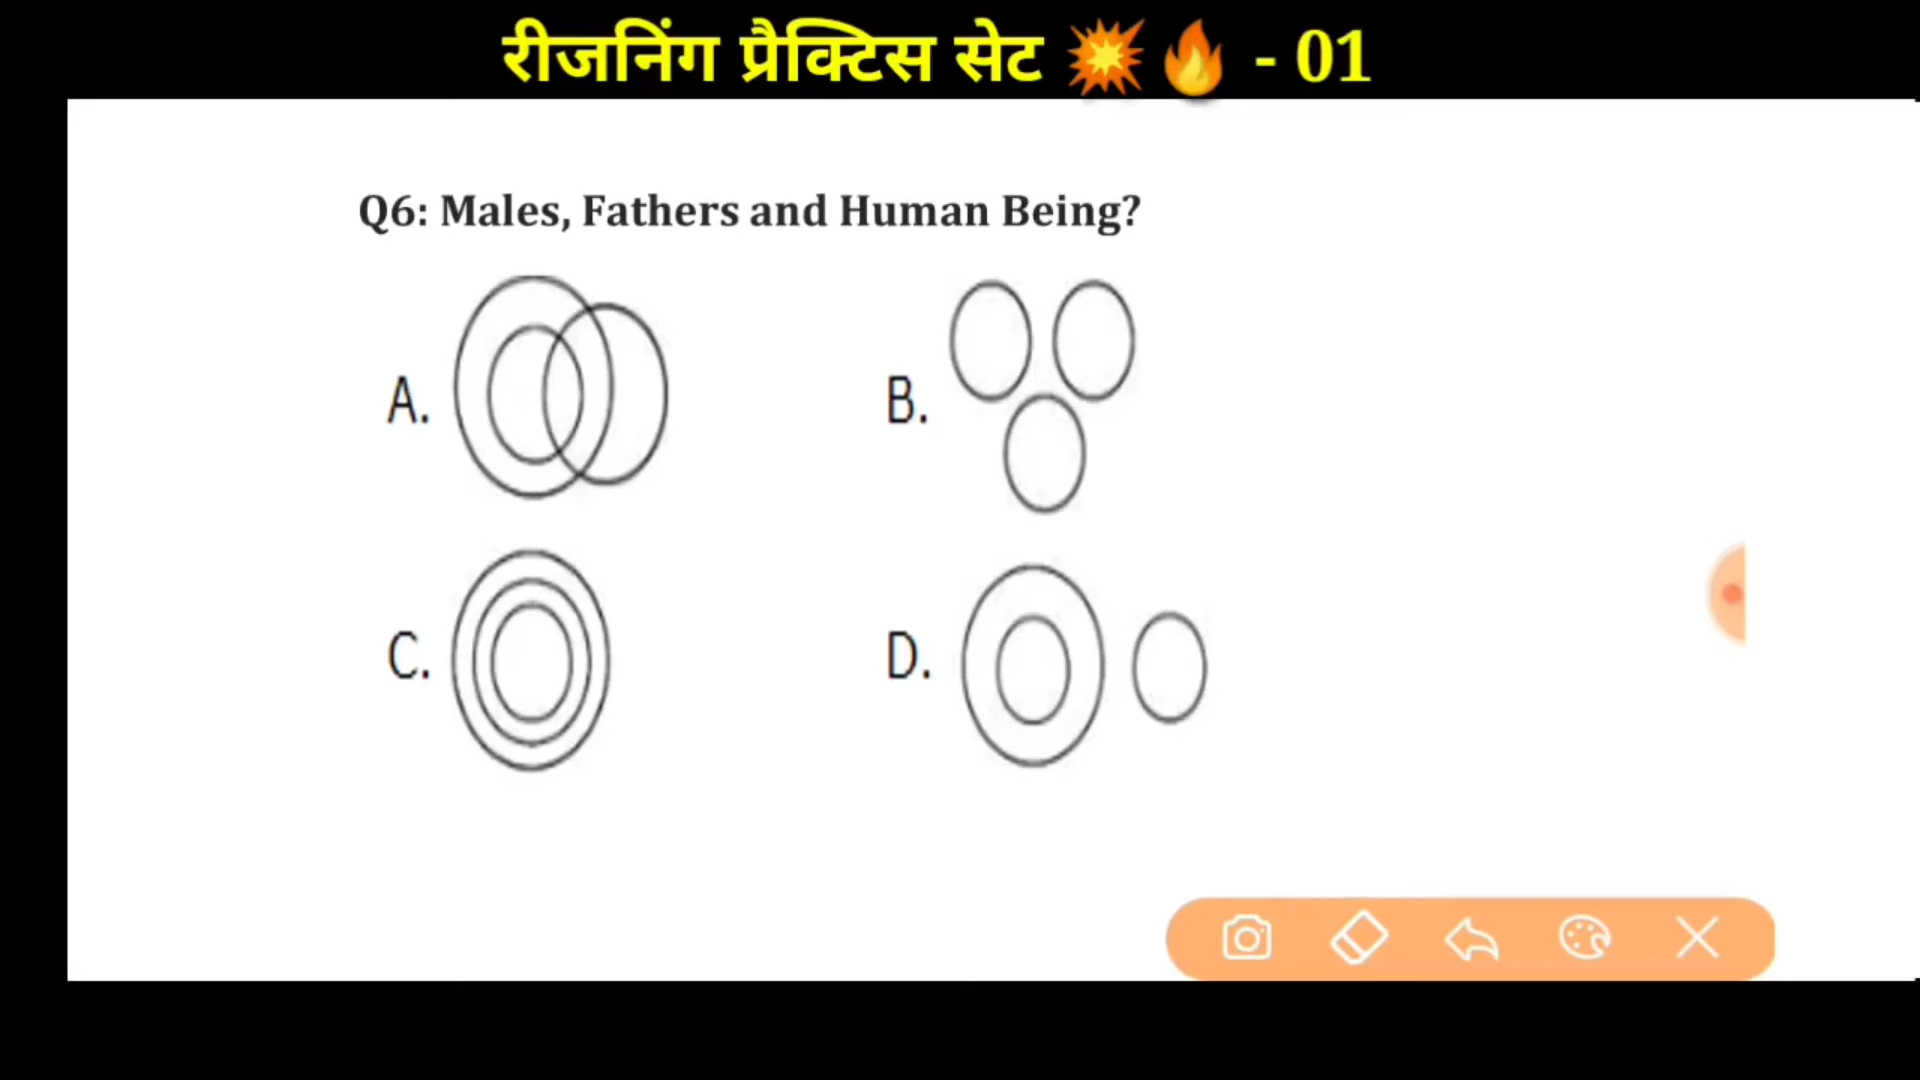 रीजनिंग प्रैक्टिस सेट 💥🔥 - 01
Q6: Males, Fathers and Human Being?
A.
B.
C.
D.